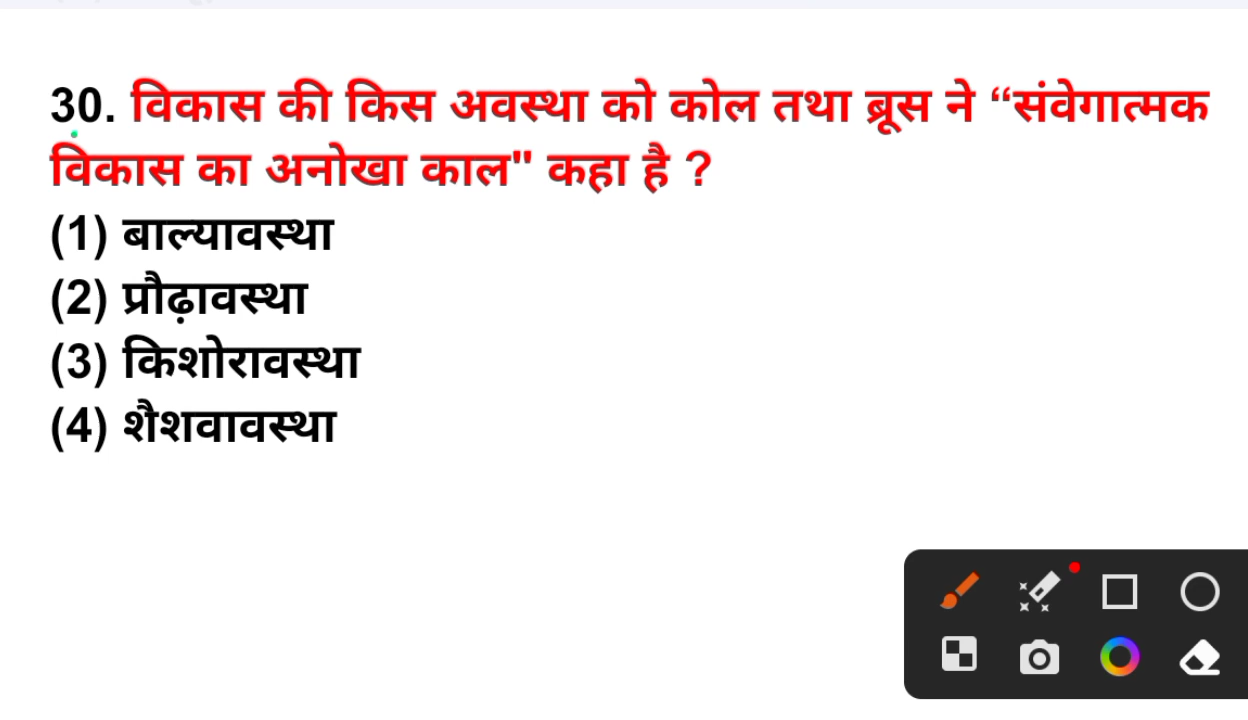 30. विकास की किस अवस्था को कोल तथा ब्रूस ने “संवेगात्मक
विकास का अनोखा काल" कहा है ?
(1) बाल्यावस्था
(2) प्रौढ़ावस्था
(3) किशोरावस्था
(4) शैशवावस्था